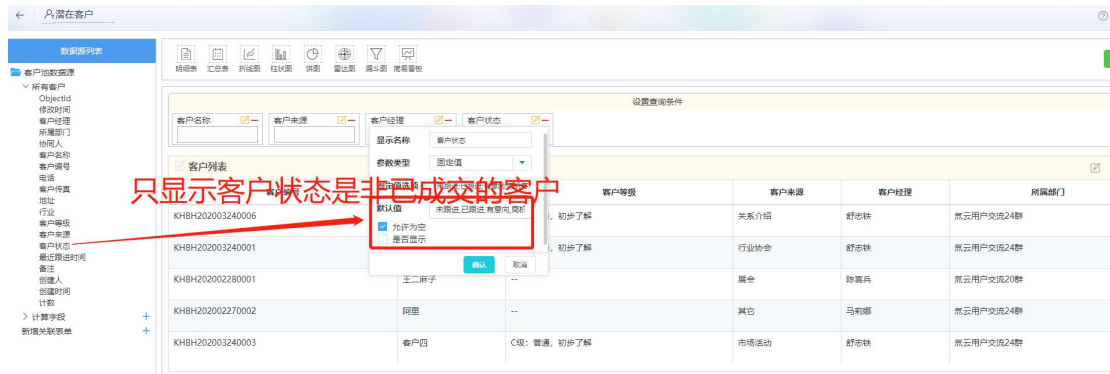 潜在客户
数据源列表
明细表 汇总表 折线图 柱状图 饼图 雷达图 漏斗图 简易看板
客户池数据源
所有客户
ObjectId
修改时间
客户经理
所属部门
协同人
客户名称
客户编号
电话
客户传真
地址
行业
客户等级
客户来源
客户状态
最近跟进时间
备注
创建人
创建时间
计数
计算字段
新增关联表单
设置查询条件
客户名称 客户来源 客户经理 客户状态
显示名称 客户状态
参数类型 固定值
默认值 未跟进,已跟进,有意向,商机
允许为空
是否显示
确认 取消
只显示客户状态是非已成交的客户
客户列表
客户等级 客户来源 客户经理 所属部门
KHBH202003240006 ,初步了解 关系介绍 舒志铁 氚云用户交流24群
KHBH202003240001 ,初步了解 行业协会 舒志铁 氚云用户交流24群
KHBH202002280001 王二麻子 -- 展会 陈喜兵 氚云用户交流20群
KHBH202002270002 阿里 -- 其它 马莉娜 氚云用户交流24群
KHBH202003240003 客户四 C级：普通，初步了解 市场活动 舒志铁 氚云用户交流24群